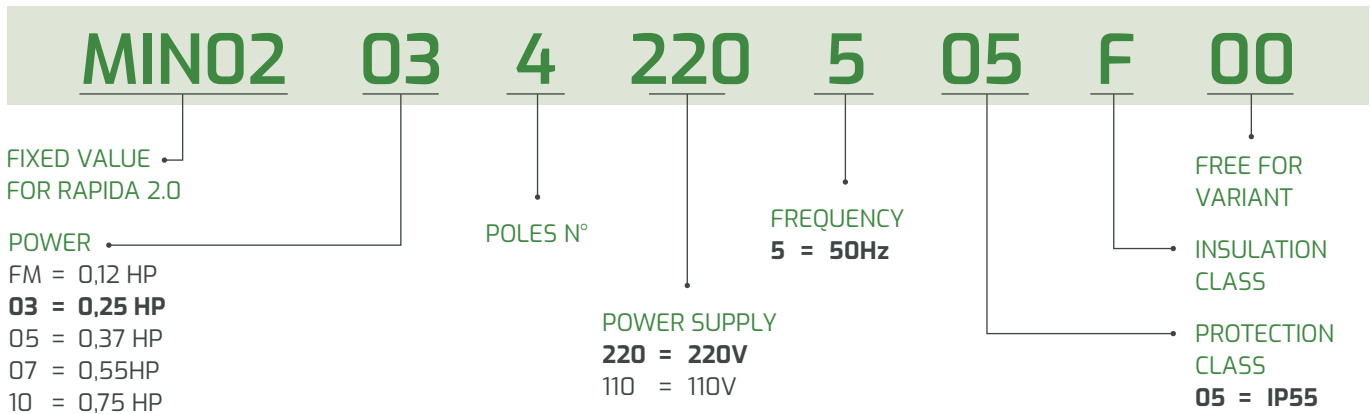 MIN02 03 4 220 5 05 F 00
FIXED VALUE
FOR RAPIDA 2.0
POWER
FM = 0,12 HP
03 = 0,25 HP
05 = 0,37 HP
07 = 0,55HP
10 = 0,75 HP
POLES N°
POWER SUPPLY
220 = 220V
110 = 110V
FREQUENCY
5 = 50Hz
FREE FOR
VARIANT
INSULATION
CLASS
PROTECTION
CLASS
05 = IP55